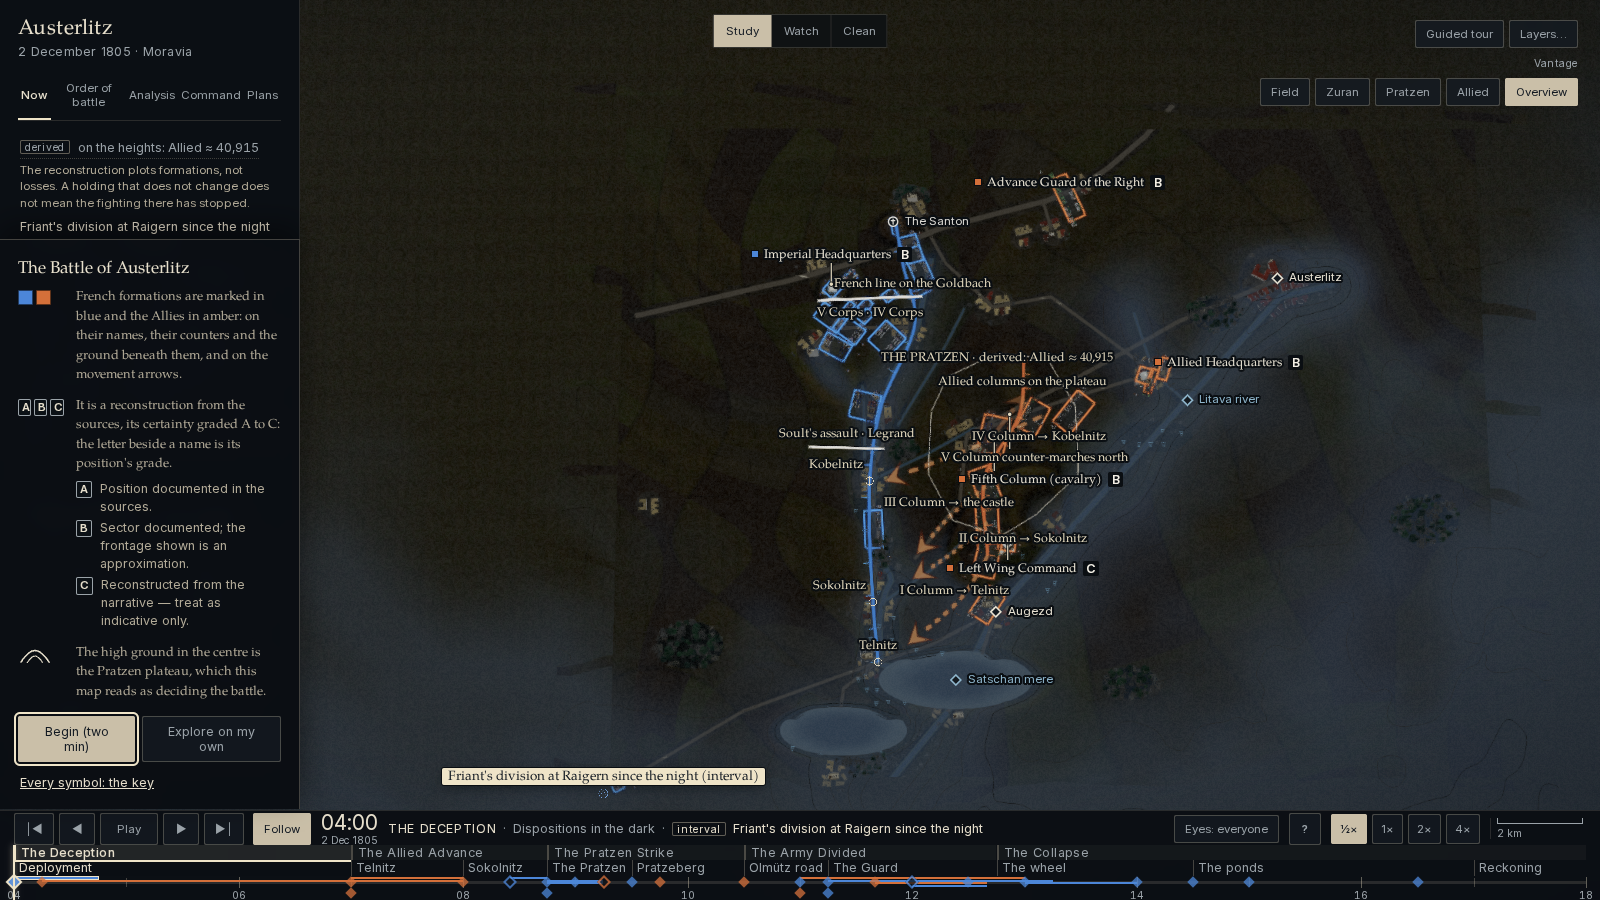 Austerlitz
2 December 1805 · Moravia
Now
Order of
battle
Analysis
Command
Plans
derived on the heights: Allied ≈ 40,915
The reconstruction plots formations, not
losses. A holding that does not change does
not mean the fighting there has stopped.
Friant's division at Raigern since the night
The Battle of Austerlitz
French formations are marked in
blue and the Allies in amber: on
their names, their counters and the
ground beneath them, and on the
movement arrows.
A B C
It is a reconstruction from the
sources, its certainty graded A to C:
the letter beside a name is its
position's grade.
A Position documented in the
sources.
B Sector documented; the
frontage shown is an
approximation.
C Reconstructed from the
narrative — treat as
indicative only.
The high ground in the centre is
the Pratzen plateau, which this
map reads as deciding the battle.
Begin (two
min)
Explore on my
own
Every symbol: the key
Study
Watch
Clean
Guided tour
Layers...
Vantage
Field
Zuran
Pratzen
Allied
Overview
Advance Guard of the Right B
The Santon
Imperial Headquarters B
French line on the Goldbach
V Corps · IV Corps
Austerlitz
THE PRATZEN · derived: Allied ≈ 40,915
Allied Headquarters B
Allied columns on the plateau
Litava river
Soult's assault · Legrand
IV Column → Kobelnitz
V Column counter-marches north
Kobelnitz
Fifth Column (cavalry) B
III Column → the castle
II Column → Sokolnitz
Left Wing Command C
Sokolnitz
I Column → Telnitz
Augezd
Telnitz
Satschan mere
Friant's division at Raigern since the night (interval)
Play
Follow
04:00
2 Dec 1805
THE DECEPTION · Dispositions in the dark · interval Friant's division at Raigern since the night
Eyes: everyone
?
½×
1×
2×
4×
2 km
The Deception
The Allied Advance
The Pratzen Strike
The Army Divided
The Collapse
Deployment
Telnitz
Sokolnitz
The Pratzen
Pratzeberg
Olmütz road
The Guard
The wheel
The ponds
Reckoning
04
06
08
10
12
14
16
18